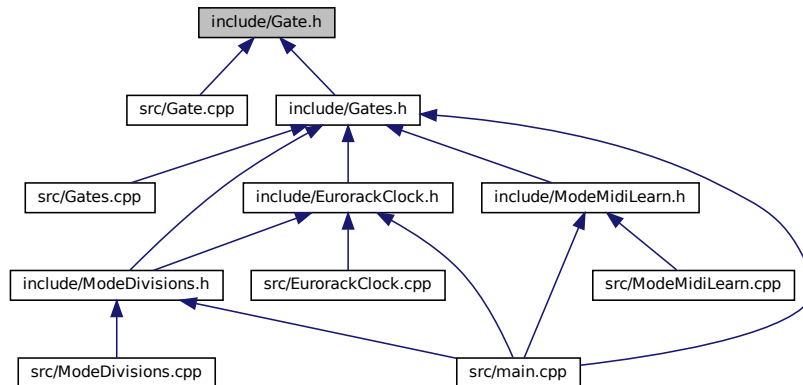 include/Gate.h
src/Gate.cpp
include/Gates.h
src/Gates.cpp
include/EurorackClock.h
include/ModeMidiLearn.h
include/ModeDivisions.h
src/EurorackClock.cpp
src/ModeMidiLearn.cpp
src/ModeDivisions.cpp
src/main.cpp